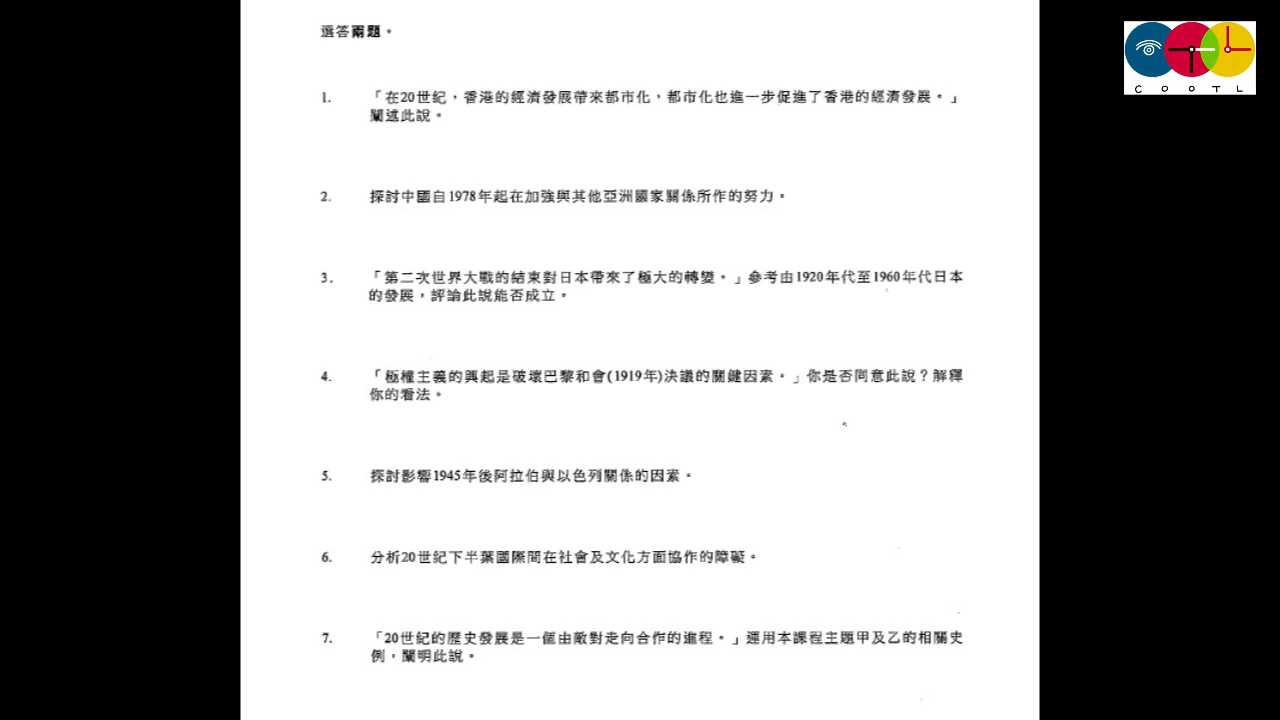 選答兩題。
1. 「在20世紀，香港的經濟發展帶來都市化，都市化也進一步促進了香港的經濟發展。」
闡述此說。
2. 探討中國自1978年起在加強與其他亞洲國家關係所作的努力。
3. 「第二次世界大戰的結束對日本帶來了極大的轉變。」參考由1920年代至1960年代日本
的發展，評論此說能否成立。
4. 「極權主義的興起是破壞巴黎和會(1919年)決議的關鍵因素。」你是否同意此說？解釋
你的看法。
5. 探討影響1945年後阿拉伯與以色列關係的因素。
6. 分析20世紀下半葉國際間在社會及文化方面協作的障礙。
7. 「20世紀的歷史發展是一個由敵對走向合作的進程。」運用本課程主題甲及乙的相關史
例，闡明此說。
COOTL